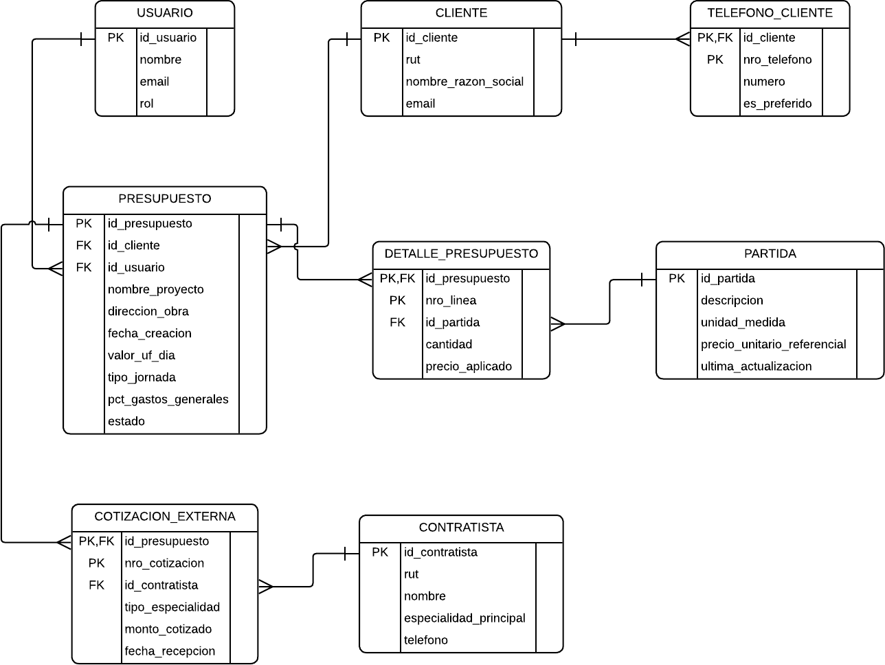 USUARIO
PK id_usuario
nombre
email
rol
CLIENTE
PK id_cliente
rut
nombre_razon_social
email
TELEFONO_CLIENTE
PK,FK id_cliente
PK nro_telefono
numero
es_preferido
PRESUPUESTO
PK id_presupuesto
FK id_cliente
FK id_usuario
nombre_proyecto
direccion_obra
fecha_creacion
valor_uf_dia
tipo_jornada
pct_gastos_generales
estado
DETALLE_PRESUPUESTO
PK,FK id_presupuesto
PK nro_linea
FK id_partida
cantidad
precio_aplicado
PARTIDA
PK id_partida
descripcion
unidad_medida
precio_unitario_referencial
ultima_actualizacion
COTIZACION_EXTERNA
PK,FK id_presupuesto
PK nro_cotizacion
FK id_contratista
tipo_especialidad
monto_cotizado
fecha_recepcion
CONTRATISTA
PK id_contratista
rut
nombre
especialidad_principal
telefono